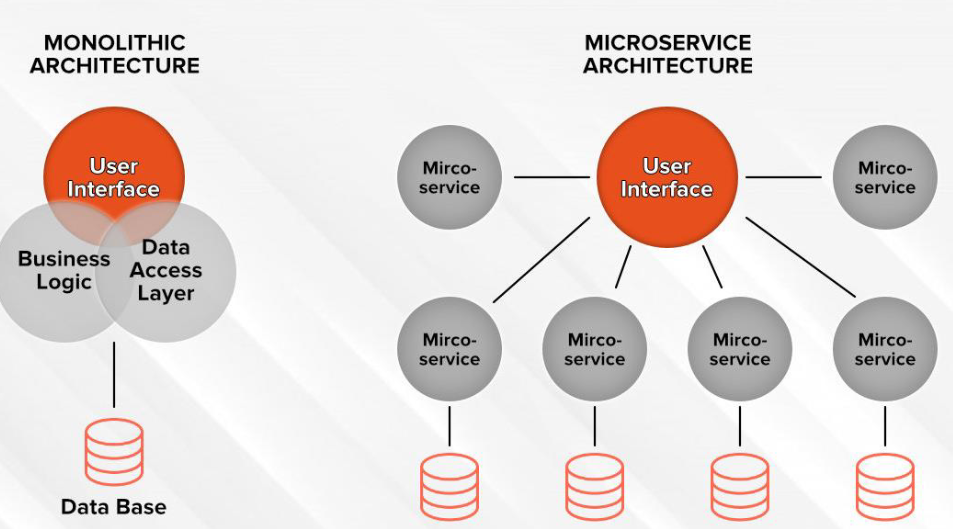 MONOLITHIC
ARCHITECTURE
User
Interface
Business
Logic
Data
Access
Layer
Data Base
MICROSERVICE
ARCHITECTURE
Mirco-
service
User
Interface
Mirco-
service
Mirco-
service
Mirco-
service
Mirco-
service
Mirco-
service